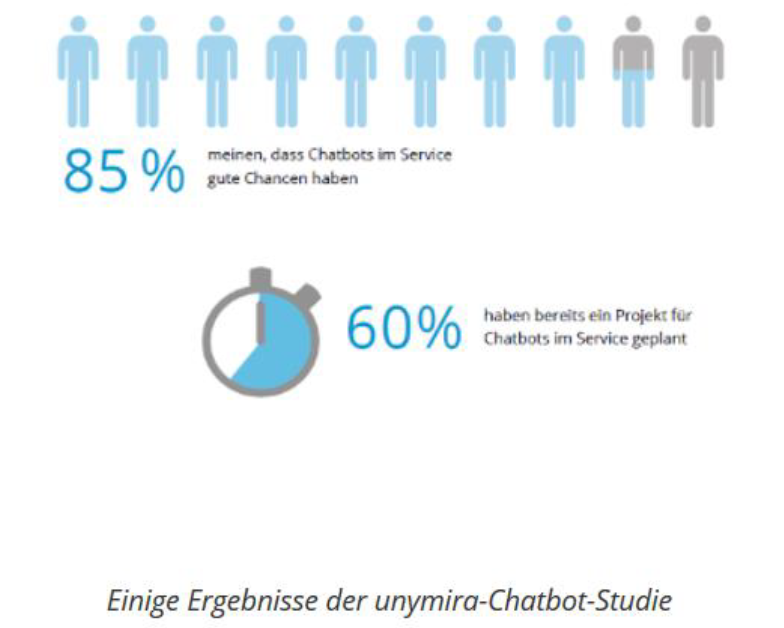 85 %
meinen, dass Chatbots im Service
gute Chancen haben
60%
haben bereits ein Projekt für
Chatbots im Service geplant
Einige Ergebnisse der unymira-Chatbot-Studie